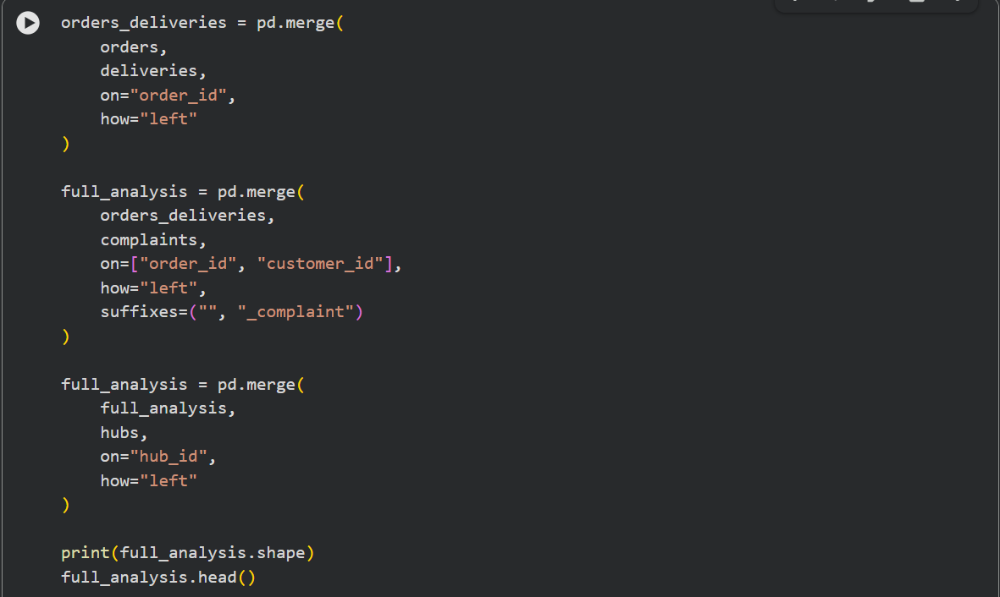 orders_deliveries = pd.merge(
    orders,
    deliveries,
    on="order_id",
    how="left"
)

full_analysis = pd.merge(
    orders_deliveries,
    complaints,
    on=["order_id", "customer_id"],
    how="left",
    suffixes=("", "_complaint")
)

full_analysis = pd.merge(
    full_analysis,
    hubs,
    on="hub_id",
    how="left"
)

print(full_analysis.shape)
full_analysis.head()